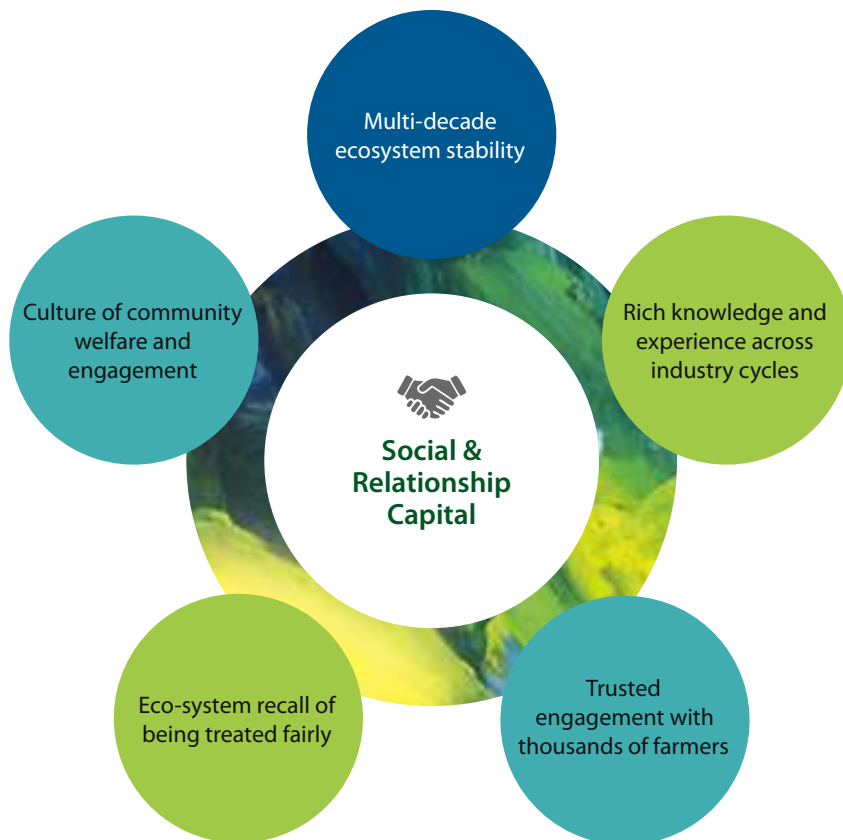 Multi-decade
ecosystem stability
Culture of community
welfare and
engagement
Rich knowledge and
experience across
industry cycles
Social &
Relationship
Capital
Eco-system recall of
being treated fairly
Trusted
engagement with
thousands of farmers